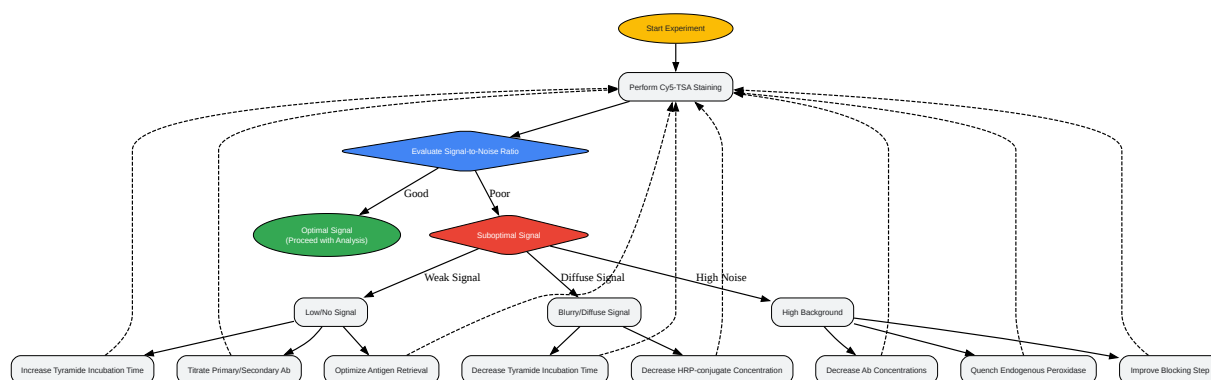 Start Experiment
Perform Cy5-TSA Staining
Evaluate Signal-to-Noise Ratio
Good
Poor
Optimal Signal
(Proceed with Analysis)
Suboptimal Signal
Weak Signal
Diffuse Signal
High Noise
Low/No Signal
Blurry/Diffuse Signal
High Background
Increase Tyramide Incubation Time
Titrate Primary/Secondary Ab
Optimize Antigen Retrieval
Decrease Tyramide Incubation Time
Decrease HRP-conjugate Concentration
Decrease Ab Concentrations
Quench Endogenous Peroxidase
Improve Blocking Step